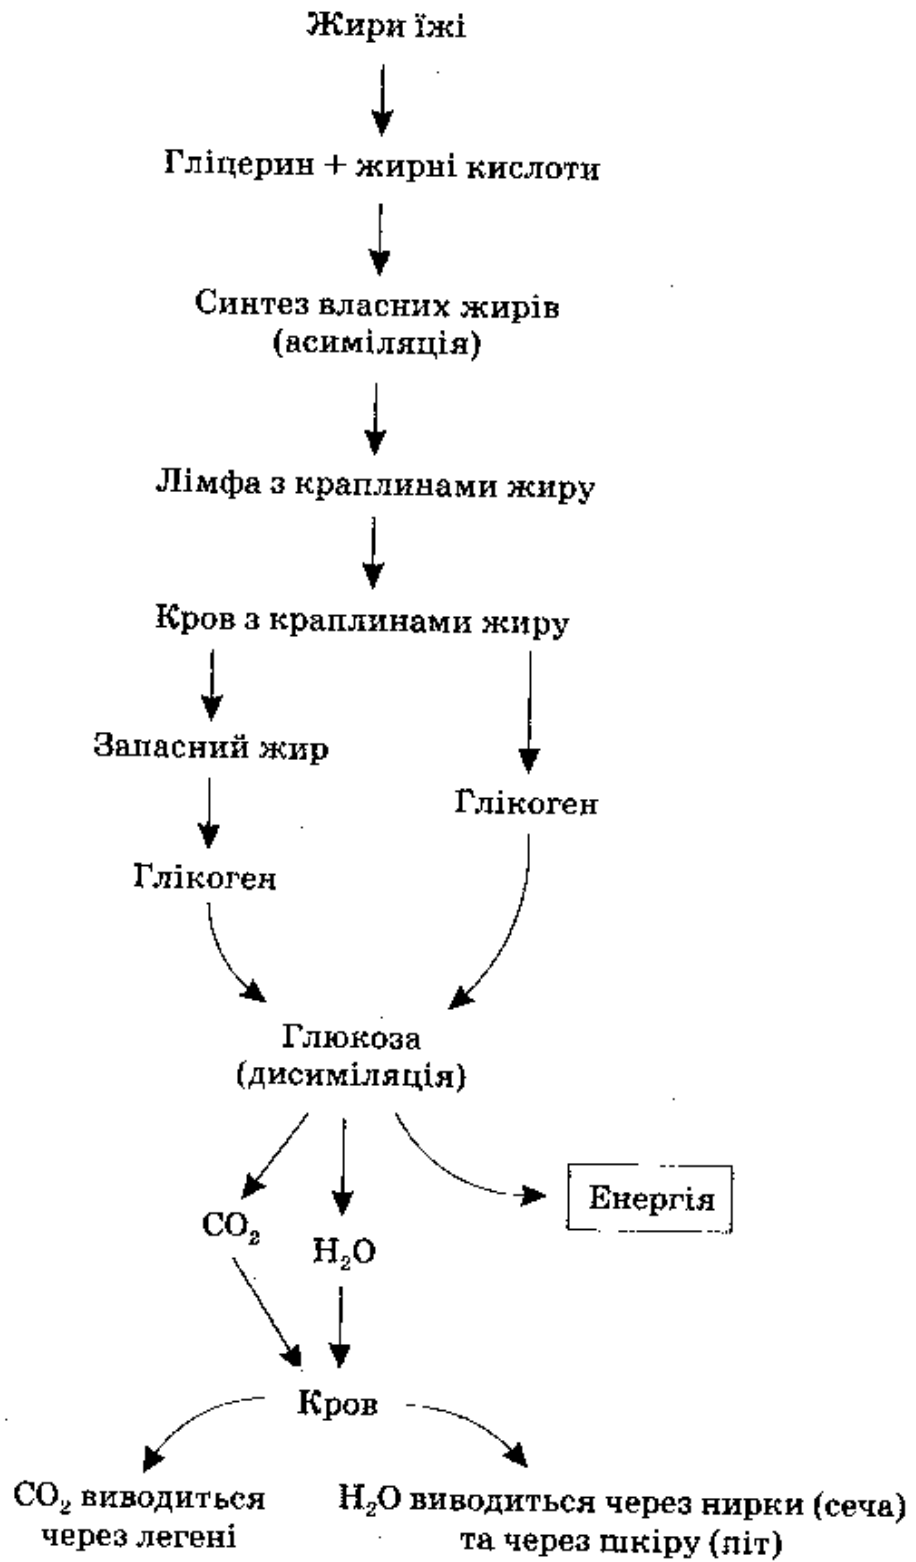 Жири їжі
Гліцерин + жирні кислоти
Синтез власних жирів
(асиміляція)
Лімфа з краплинами жиру
Кров з краплинами жиру
Запасний жир
Глікоген
Глікоген
Глюкоза
(дисиміляція)
Енергія
CO₂
H₂O
Кров
CO₂ виводиться
через легені
H₂O виводиться через нирки (сеча)
та через шкіру (піт)